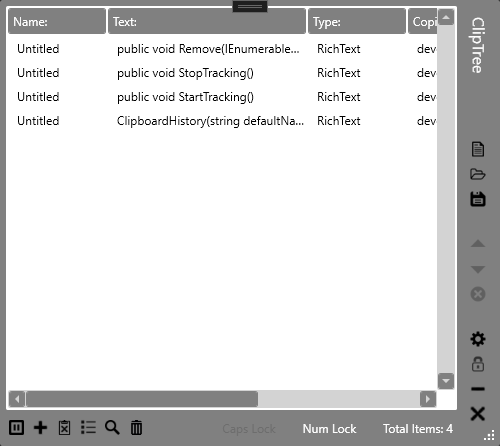 Name: Text: Type: Copi
Untitled public void Remove(IEnumerable... RichText dev
Untitled public void StopTracking() RichText dev
Untitled public void StartTracking() RichText dev
Untitled ClipboardHistory(string defaultNa... RichText dev
ClipTree
Caps Lock Num Lock Total Items: 4